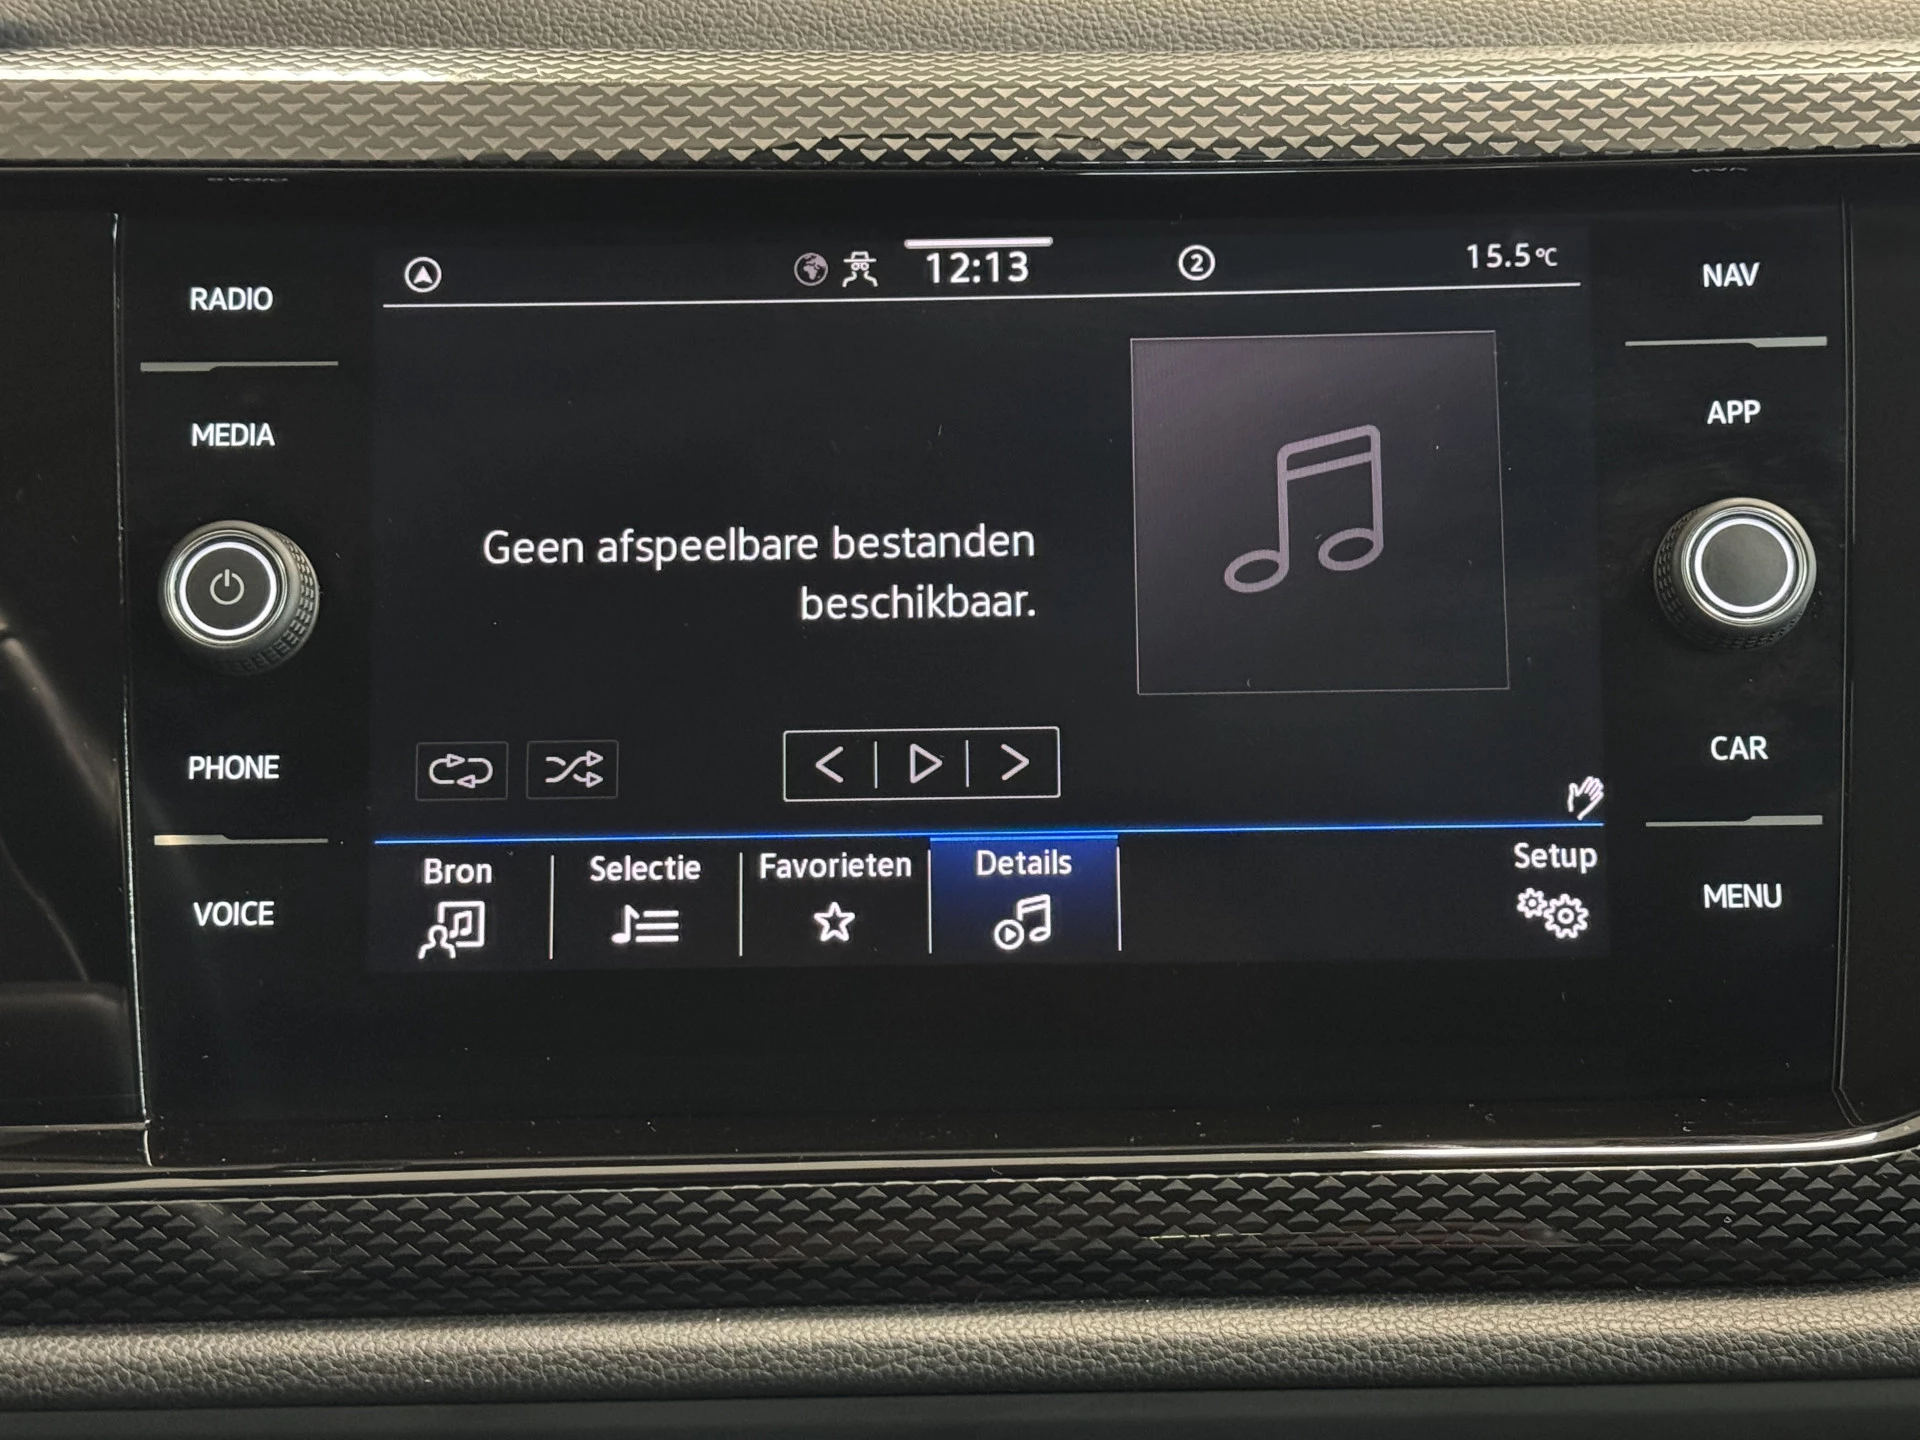 12:13
2
15.5°C
RADIO
NAV
MEDIA
APP
Geen afspeelbare bestanden
beschikbaar.
PHONE
CAR
Bron
Selectie
Favorieten
Details
Setup
VOICE
MENU